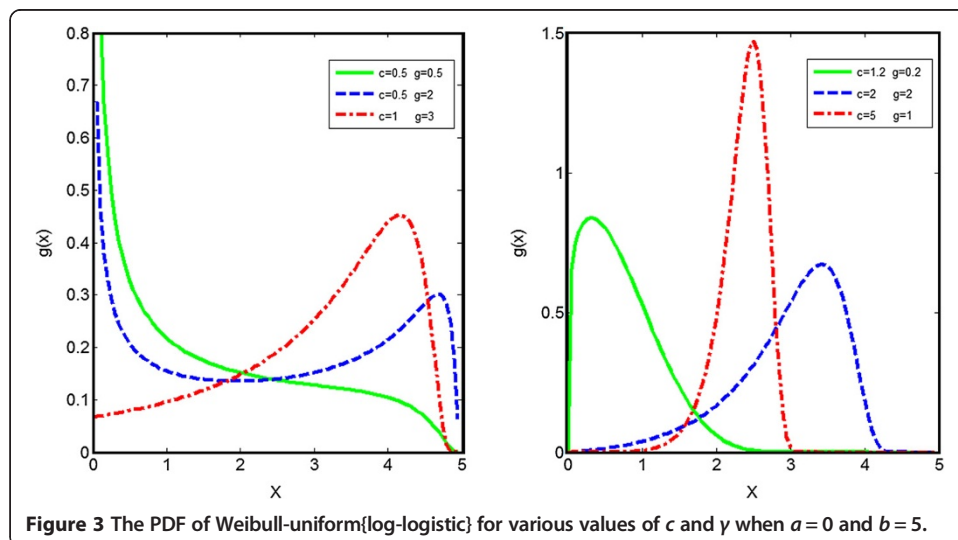 0.8
0.7
0.6
0.5
0.4
0.3
0.2
0.1
0
g(x)
c=0.5 g=0.5
c=0.5 g=2
c=1 g=3
0 1 2 3 4 5
X
1.5
1
0.5
0
g(x)
c=1.2 g=0.2
c=2 g=2
c=5 g=1
0 1 2 3 4 5
X
Figure 3 The PDF of Weibull-uniform{log-logistic} for various values of c and γ when a = 0 and b = 5.